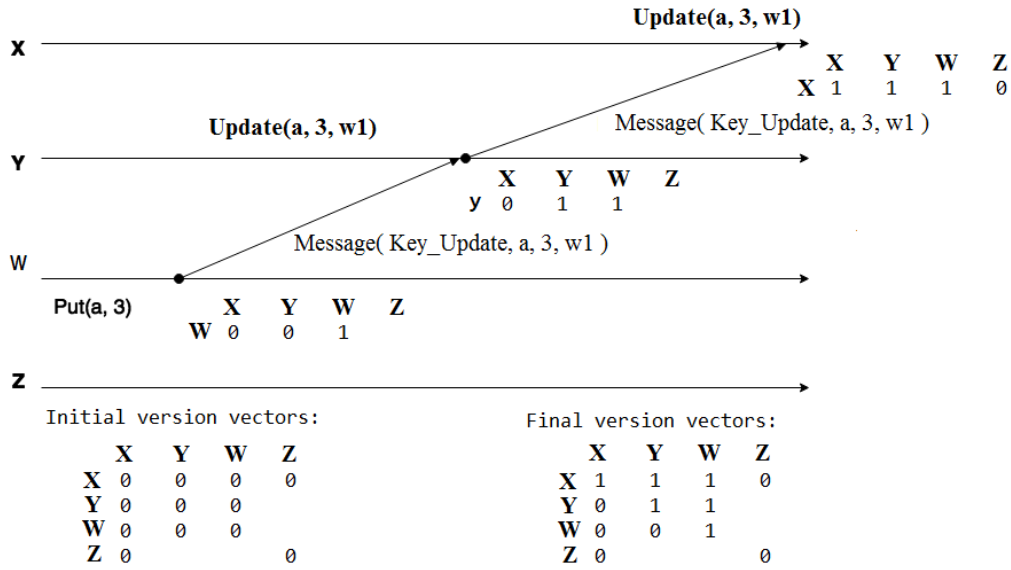 Update(a, 3, w1)
X
X Y W Z
X 1 1 1 0
Update(a, 3, w1)
Message( Key_Update, a, 3, w1 )
Y
X Y W Z
y 0 1 1
Message( Key_Update, a, 3, w1 )
W
Put(a, 3)
X Y W Z
W 0 0 1
Z
Initial version vectors:
X Y W Z
X 0 0 0 0
Y 0 0 0
W 0 0 0
Z 0 0
Final version vectors:
X Y W Z
X 1 1 1 0
Y 0 1 1
W 0 0 1
Z 0 0